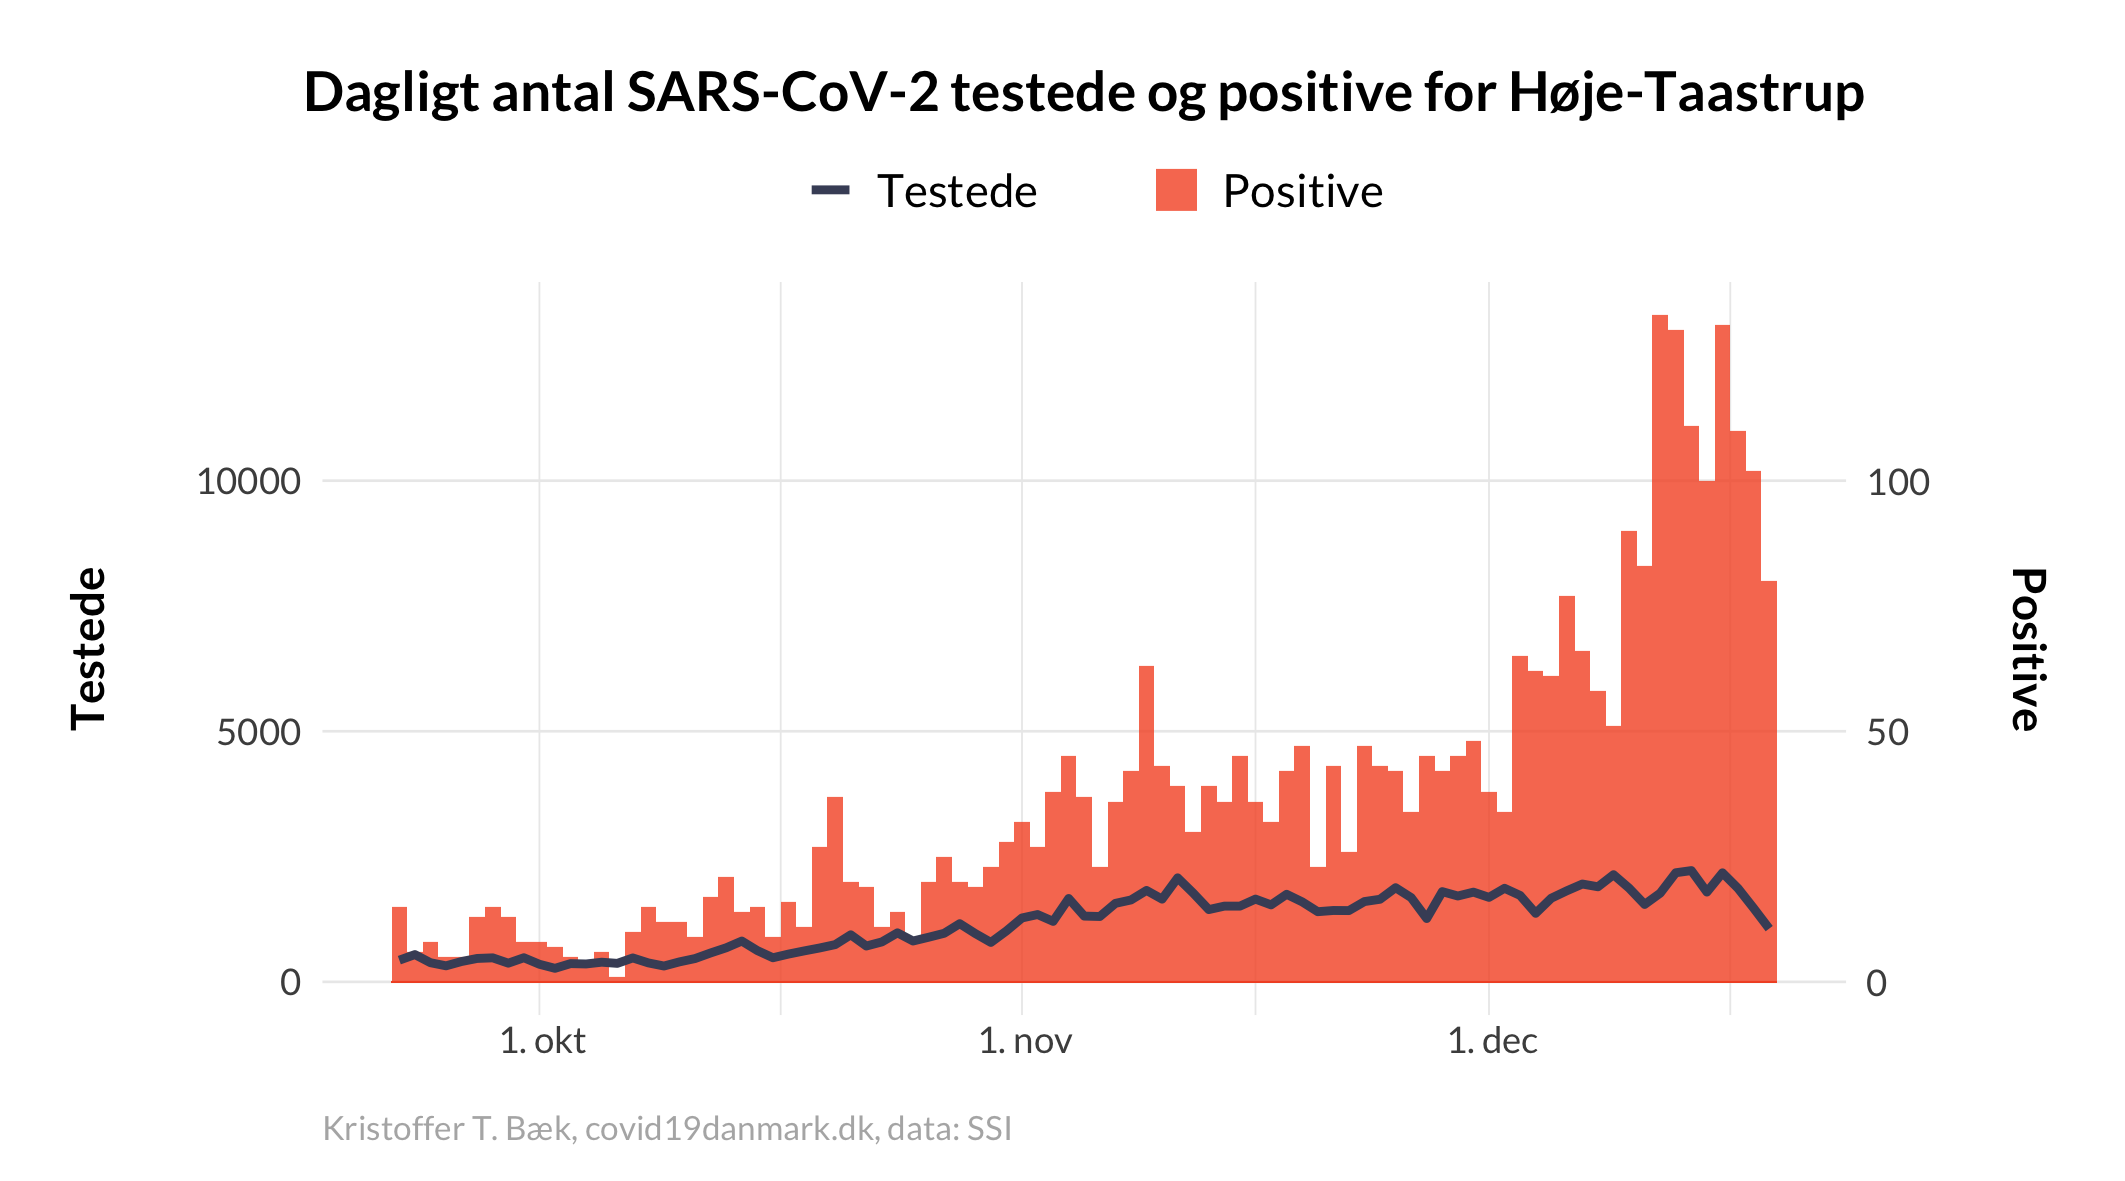 Dagligt antal SARS-CoV-2 testede og positive for Høje-Taastrup
Testede
Positive
10000
5000
0
100
50
0
Testede
Positive
1. okt
1. nov
1. dec
Kristoffer T. Bæk, covid19danmark.dk, data: SSI